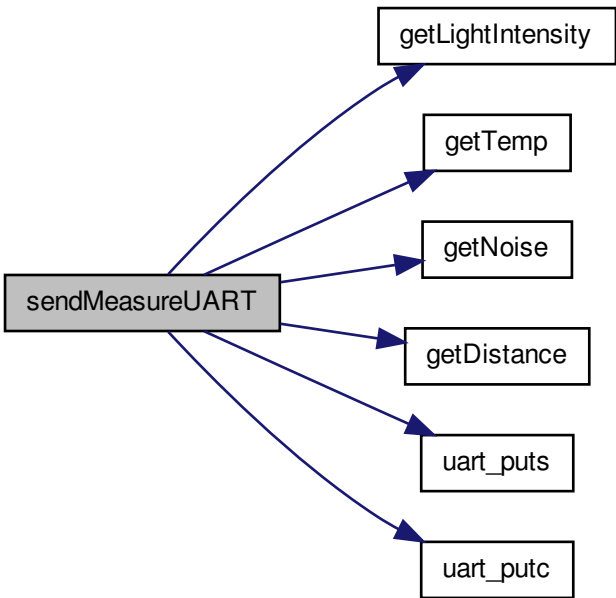 getLightIntensity
getTemp
getNoise
sendMeasureUART
getDistance
uart_puts
uart_putc